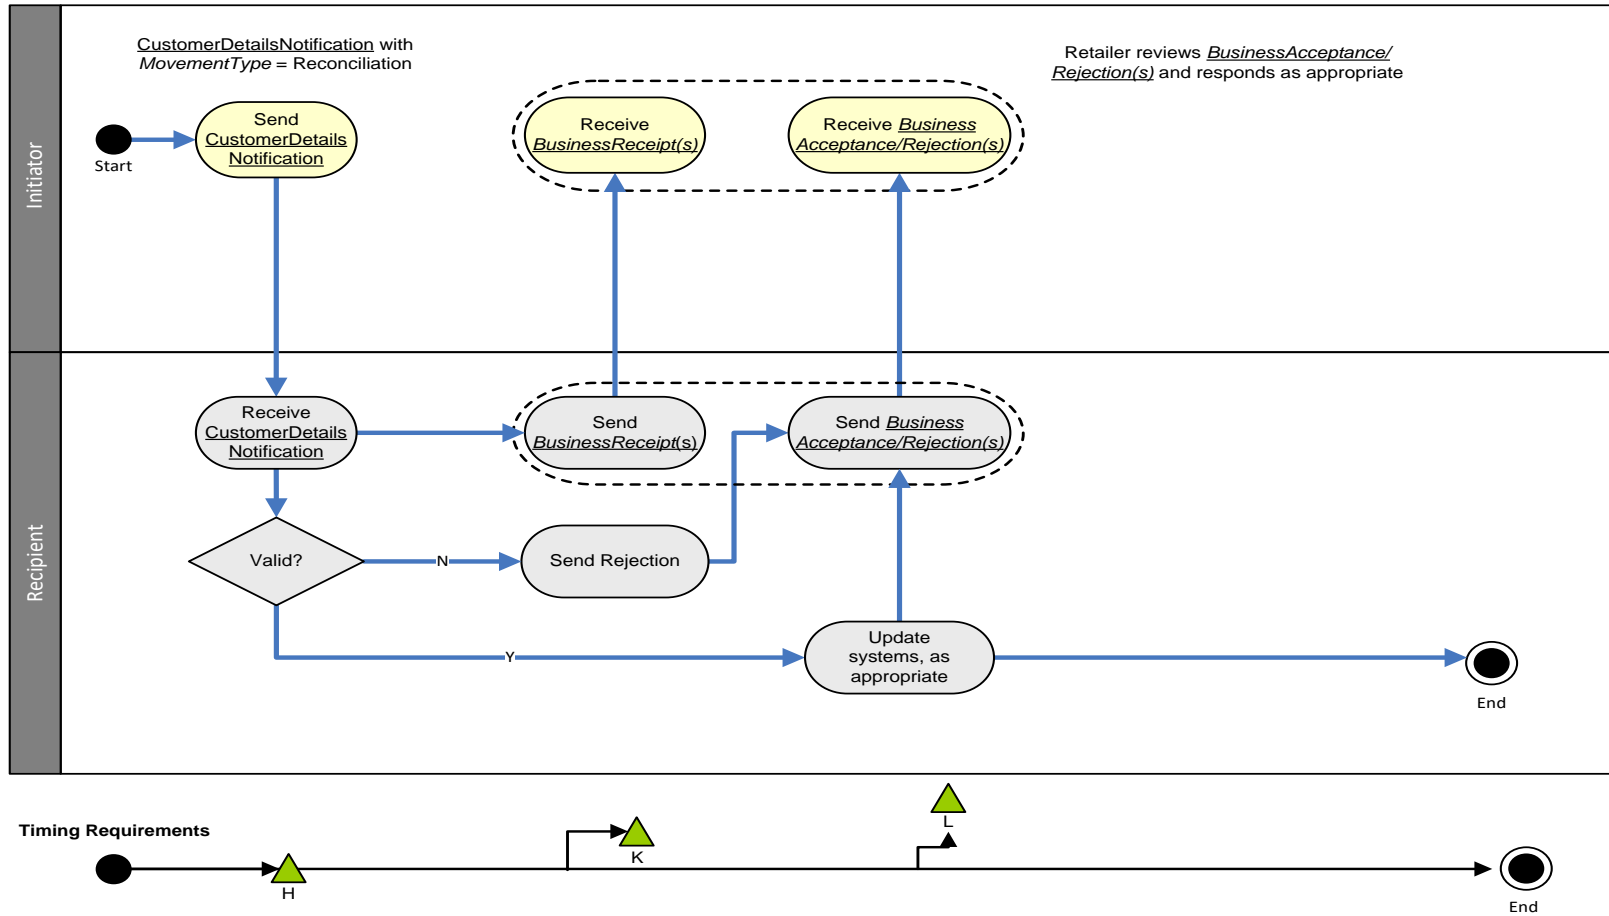 Initiator
CustomerDetailsNotification with
MovementType = Reconciliation
Retailer reviews BusinessAcceptance/
Rejection(s) and responds as appropriate
Start
Send
CustomerDetails
Notification
Receive
BusinessReceipt(s)
Receive Business
Acceptance/Rejection(s)
Recipient
Receive
CustomerDetails
Notification
Send
BusinessReceipt(s)
Send Business
Acceptance/Rejection(s)
Valid?
N
Send Rejection
Y
Update
systems, as
appropriate
End
Timing Requirements
H
K
L
End